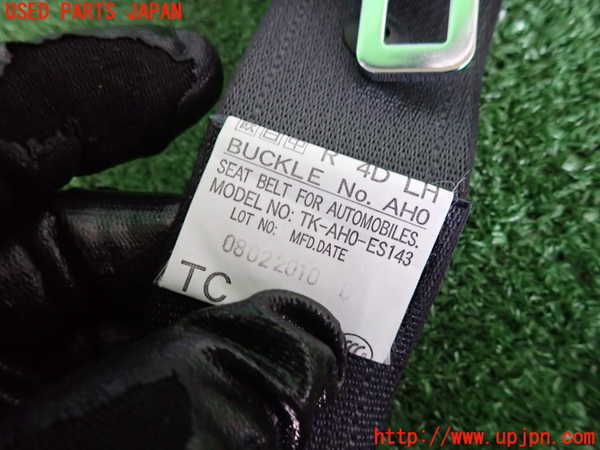 USED PARTS JAPAN
R 4D LH
BUCKLE No. AH0
SEAT BELT FOR AUTOMOBILES.
MODEL NO: TK-AH0-ES143
LOT NO: MFD.DATE
08022010 D
TC
http://www.upjpn.com/